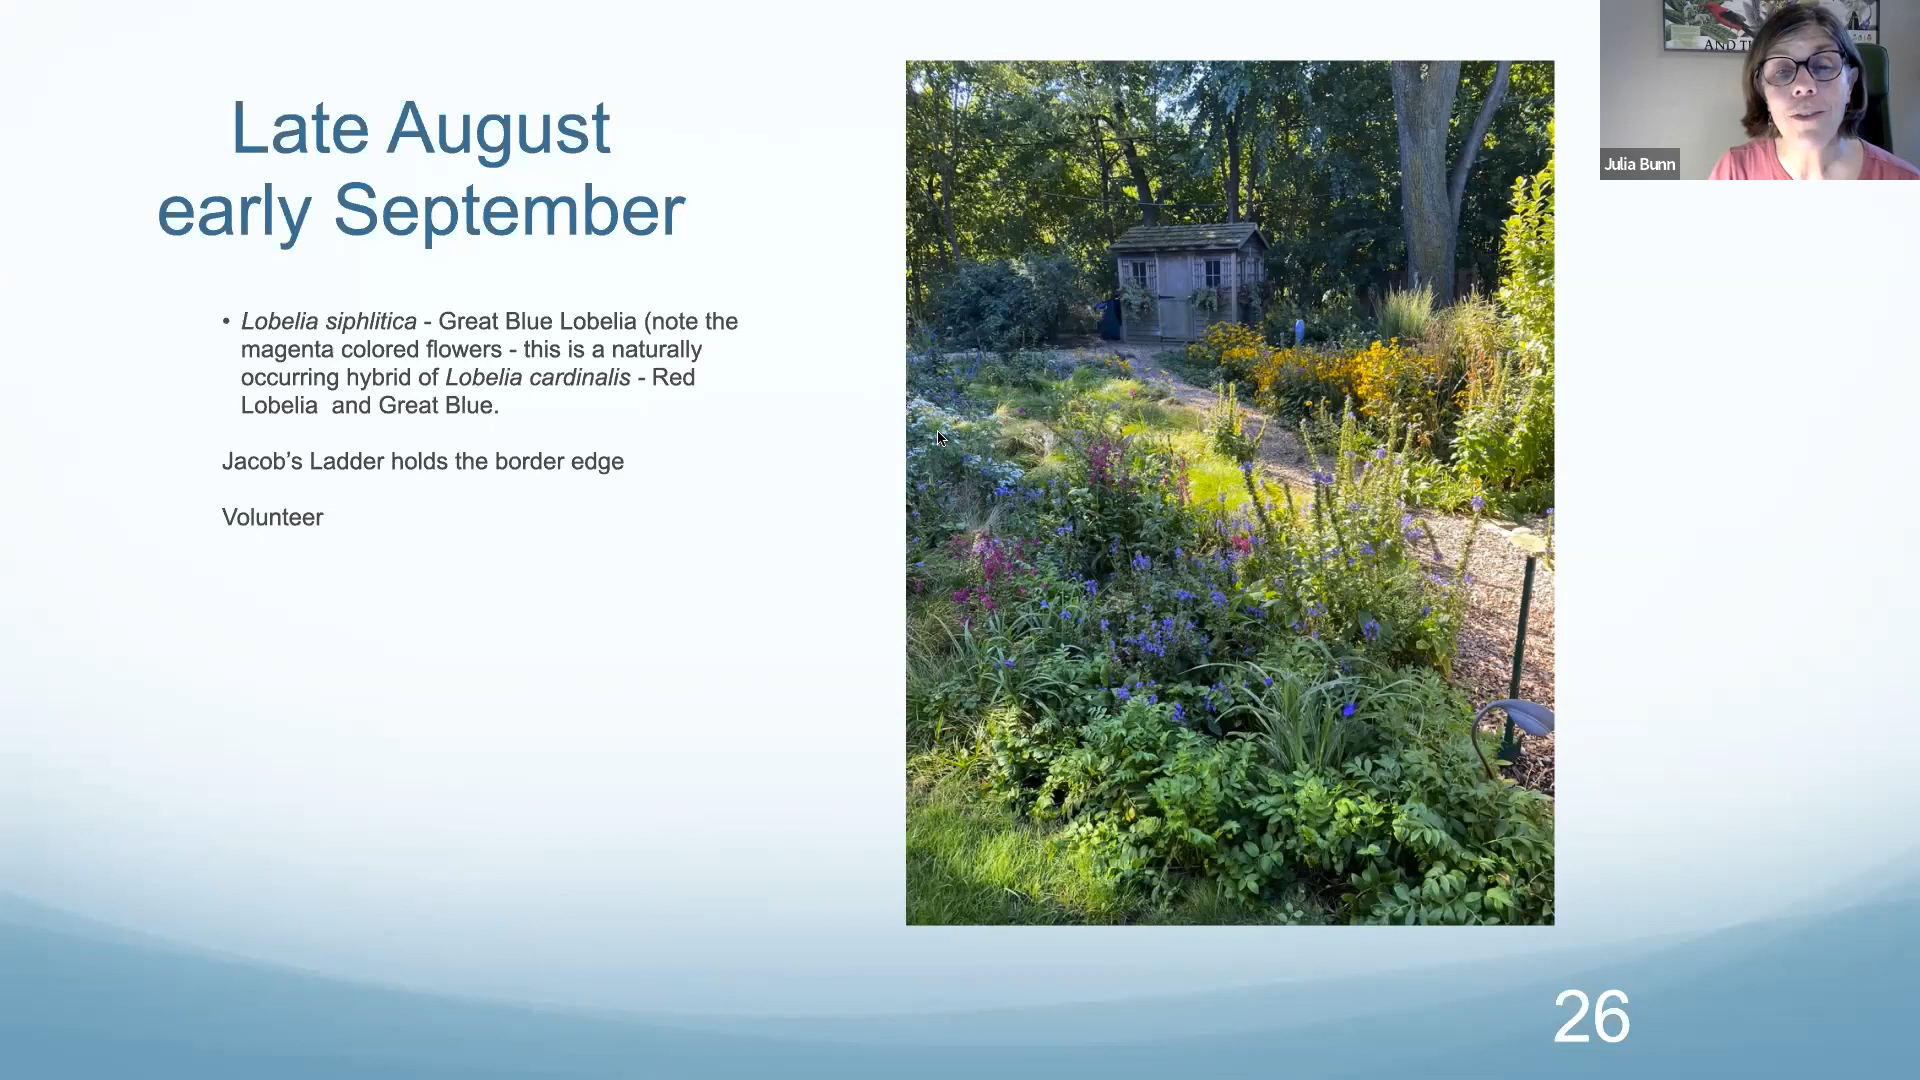 Late August
early September
• Lobelia siphlitica - Great Blue Lobelia (note the
magenta colored flowers - this is a naturally
occurring hybrid of Lobelia cardinalis - Red
Lobelia  and Great Blue.
Jacob’s Ladder holds the border edge
Volunteer
26
AND T
Julia Bunn